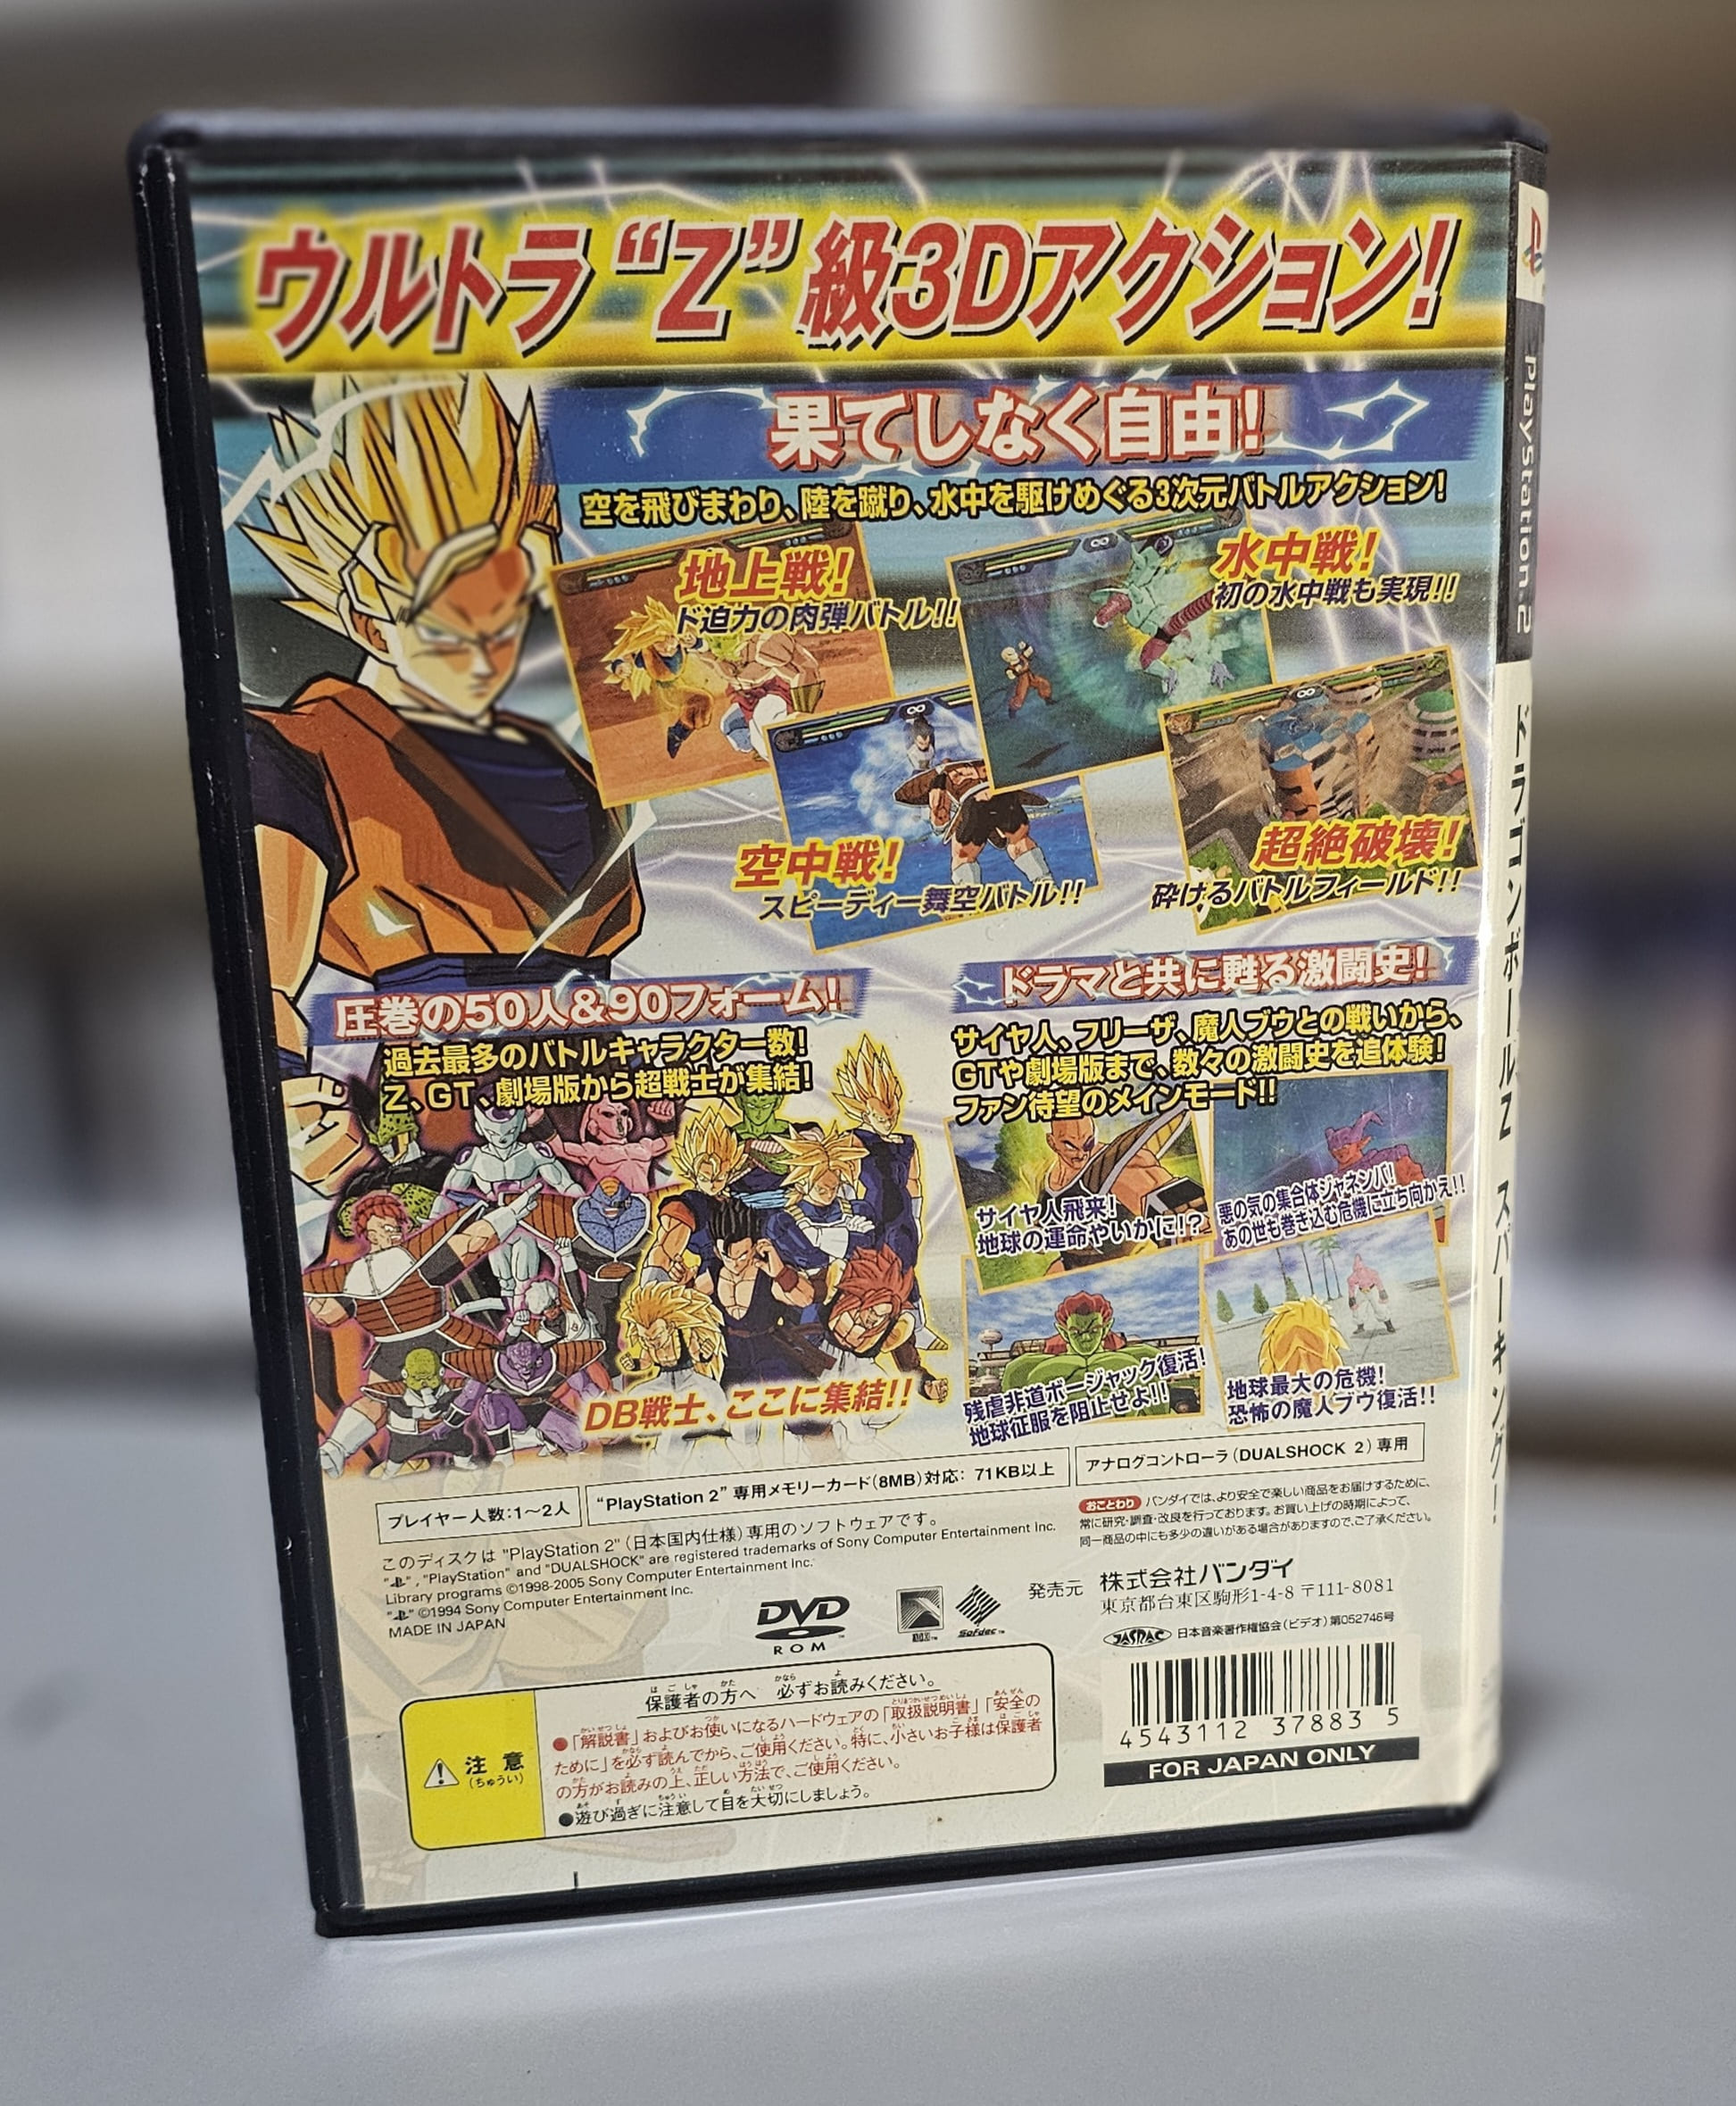 ウルトラ“Z”級3Dアクション!
果てしなく自由!
空を飛びまわり、陸を蹴り、水中を駆けめぐる3次元バトルアクション!
地上戦!
ド迫力の肉弾バトル!!
水中戦!
初の水中戦も実現!!
空中戦!
スピーディー舞空バトル!!
超絶破壊!
砕けるバトルフィールド!!
圧巻の50人&90フォーム!
過去最多のバトルキャラクター数!
Z、GT、劇場版から超戦士が集結!
DB戦士、ここに集結!!
ドラマと共に甦る激闘史!
サイヤ人、フリーザ、魔人ブウとの戦いから、
GTや劇場版まで、数々の激闘史を追体験!
ファン待望のメインモード!!
サイヤ人飛来!
地球の運命やいかに!?
悪の気の集合体ジャネンバ!
あの世も巻き込む危機に立ち向かえ!!
残虐非道ボージャック復活!
地球征服を阻止せよ!!
地球最大の危機!
恐怖の魔人ブウ復活!!
プレイヤー人数:1〜2人
“PlayStation 2” 専用メモリーカード(8MB)対応: 71KB以上
アナログコントローラ(DUALSHOCK 2)専用
このディスクは "PlayStation 2" (日本国内仕様) 専用のソフトウェアです。
" ", "PlayStation" and "DUALSHOCK" are registered trademarks of Sony Computer Entertainment Inc.
Library programs ©1998-2005 Sony Computer Entertainment Inc.
" " ©1994 Sony Computer Entertainment Inc.
MADE IN JAPAN
おことわり バンダイでは、より安全で楽しい商品をお届けするために、
常に研究・調査・改良を行っております。お買い上げの時期によって、
同一商品の中にも多少の違いがある場合がありますので、ご了承ください。
DVD
ROM
ADX™
Sofdec™
発売元 株式会社バンダイ
東京都台東区駒形1-4-8 〒111-8081
JASRAC 日本音楽著作権協会(ビデオ)第052746号
注意
(ちゅうい)
保護者の方へ 必ずお読みください。
●「解説書」およびお使いになるハードウェアの「取扱説明書」「安全の
ために」を必ず読んでから、ご使用ください。特に、小さいお子様は保護者
の方がお読みの上、正しい方法で、ご使用ください。
●遊び過ぎに注意して目を大切にしましょう。
4543112 37883 5
FOR JAPAN ONLY
PlayStation.2
ドラゴンボールZ スパーキング!